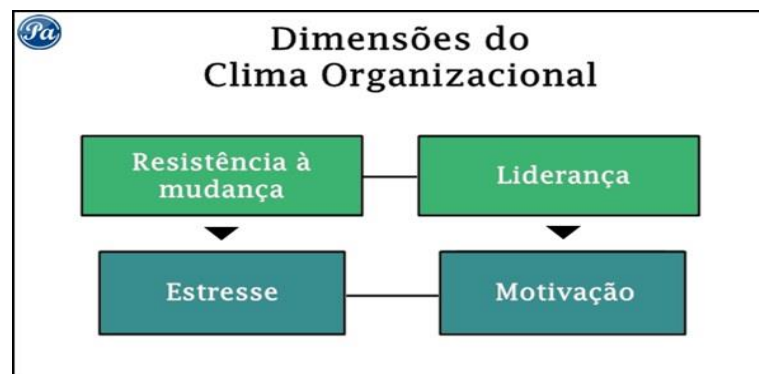 Pa
Dimensões do
Clima Organizacional
Resistência à
mudança
Liderança
Estresse
Motivação